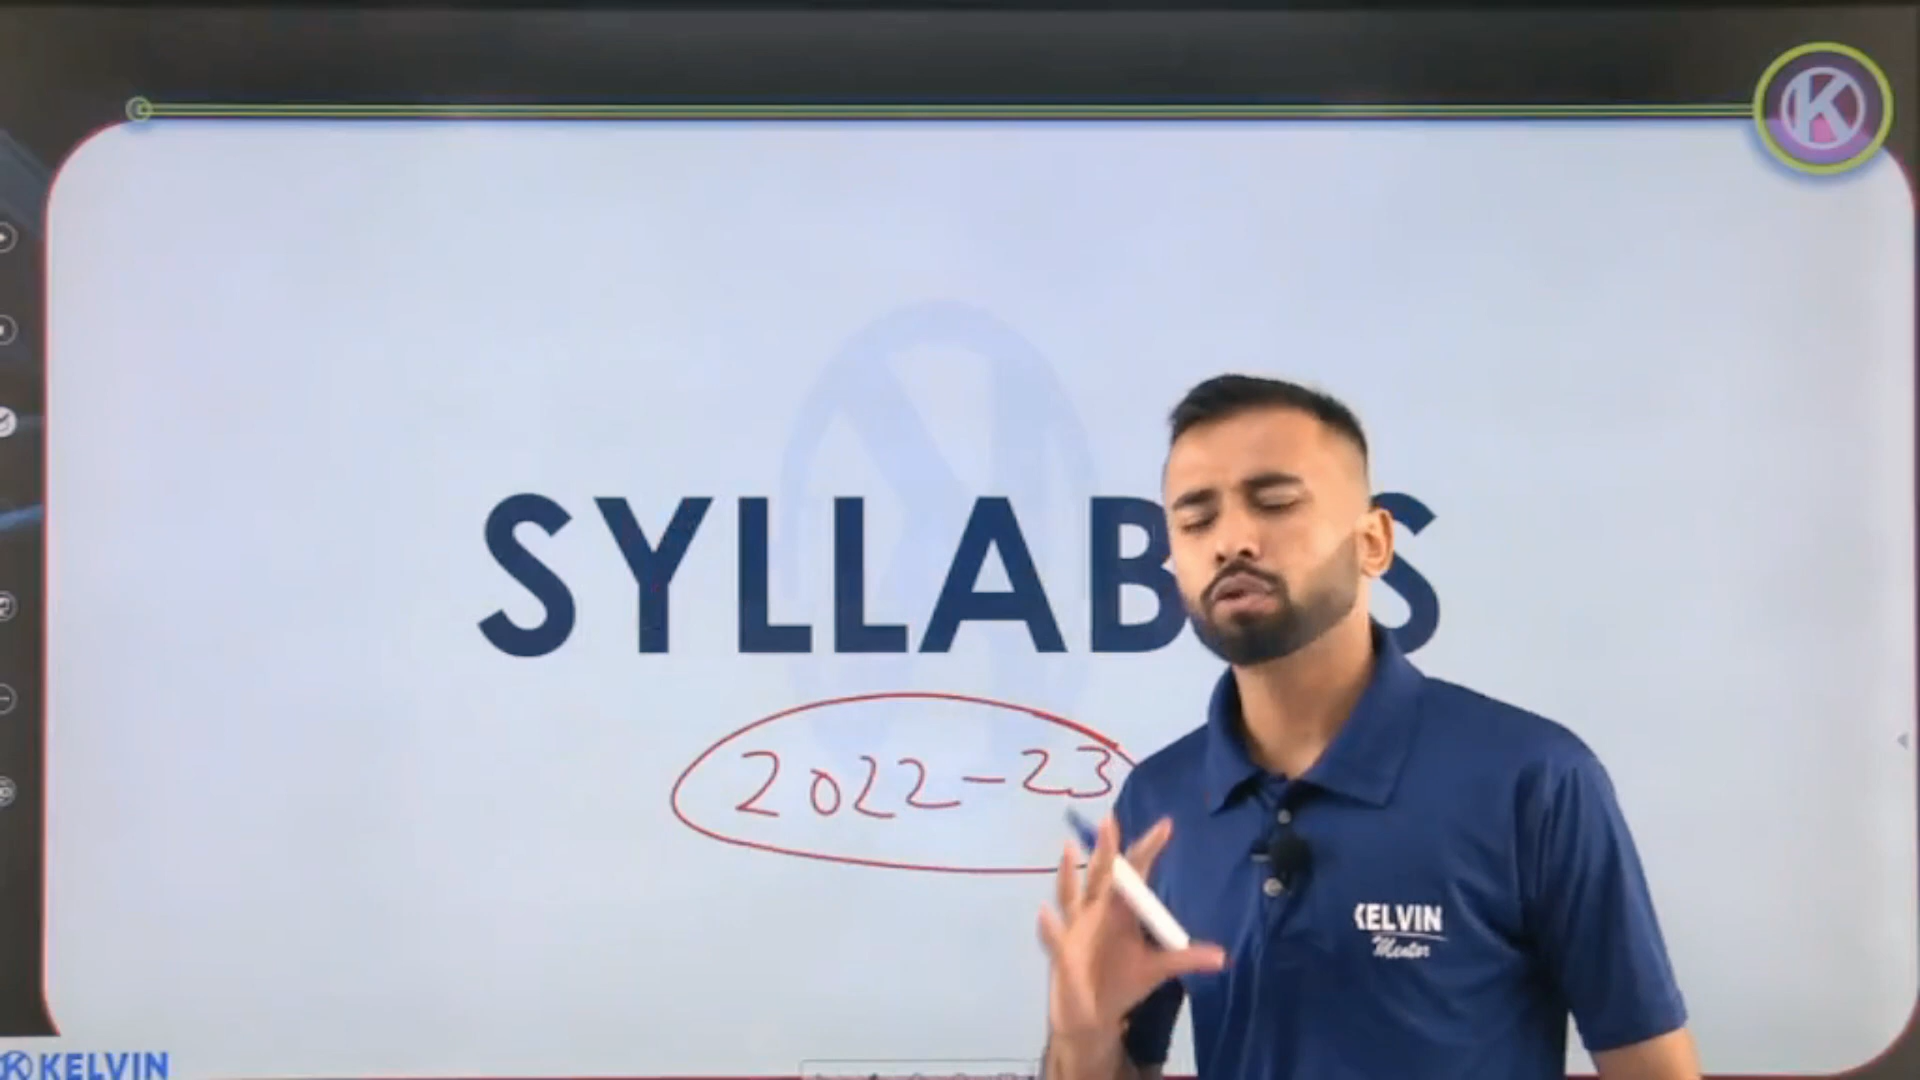 K
SYLLAB S
2022-23
KELVIN
Mentor
KELVIN